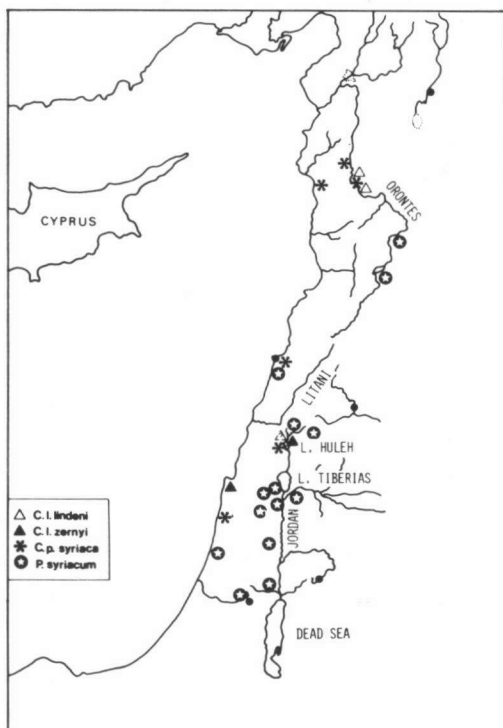 ORONTES
CYPRUS
LITANI
L. HULEH
L. TIBERIAS
JORDAN
DEAD SEA
C. l. lindeni
C. l. zernyi
C. p. syriaca
P. syriacum